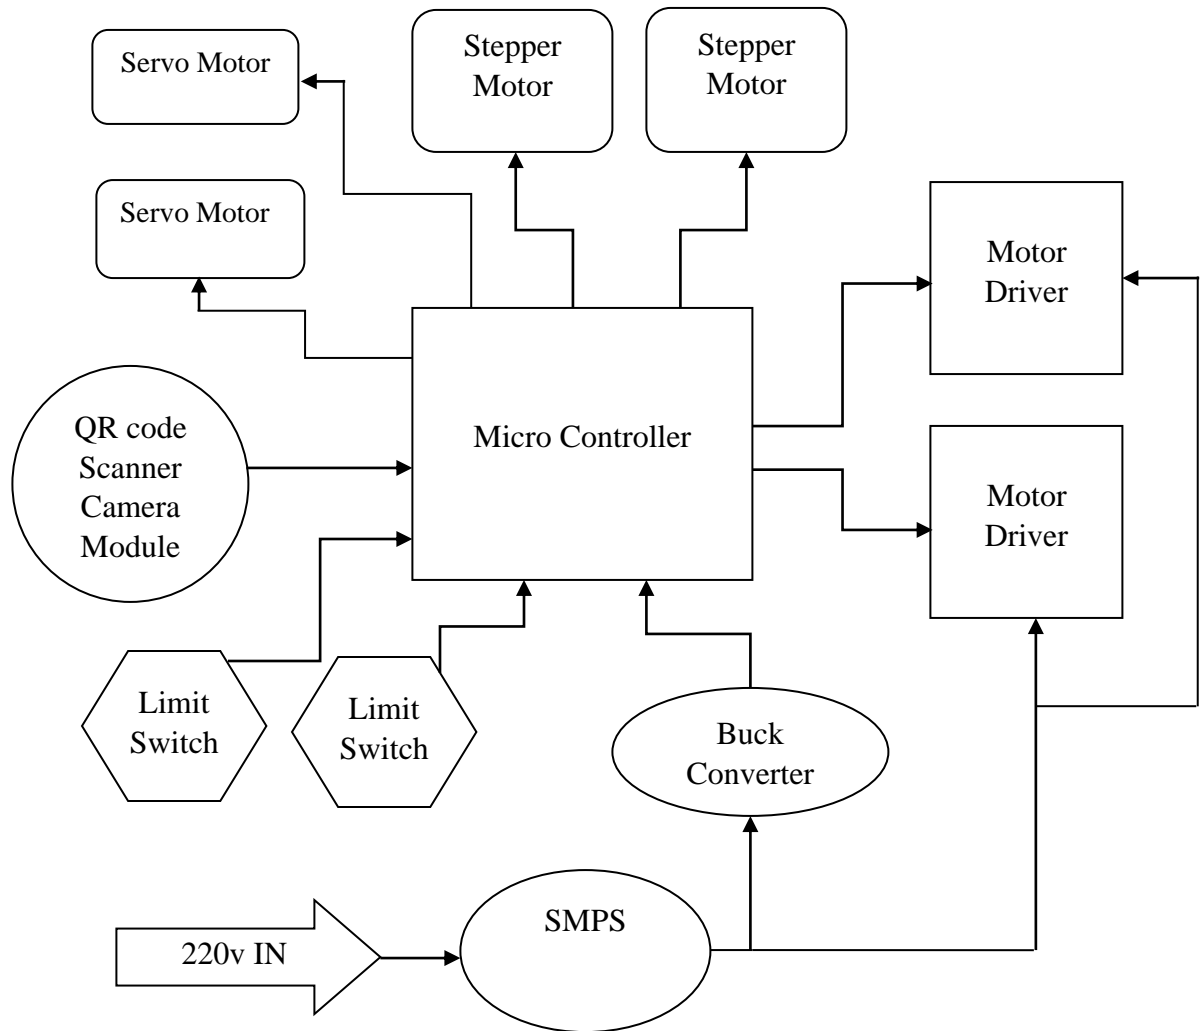 Servo Motor
Stepper
Motor
Stepper
Motor
Servo Motor
Motor
Driver
QR code
Scanner
Camera
Module
Micro Controller
Motor
Driver
Limit
Switch
Limit
Switch
Buck
Converter
SMPS
220v IN